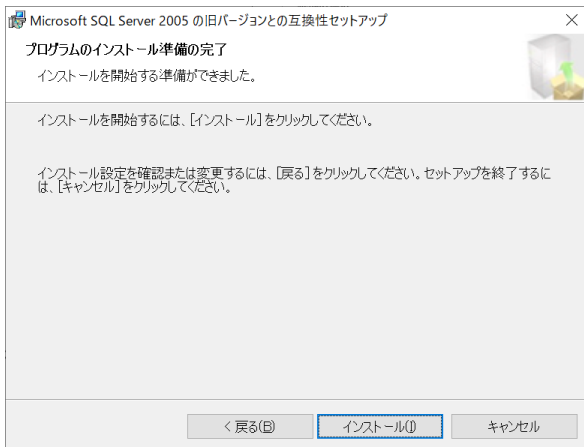 Microsoft SQL Server 2005 の旧バージョンとの互換性セットアップ
プログラムのインストール準備の完了
インストールを開始する準備ができました。
インストールを開始するには、[インストール]をクリックしてください。
インストール設定を確認または変更するには、[戻る]をクリックしてください。セットアップを終了するに
は、[キャンセル]をクリックしてください。
< 戻る(B)
インストール(I)
キャンセル